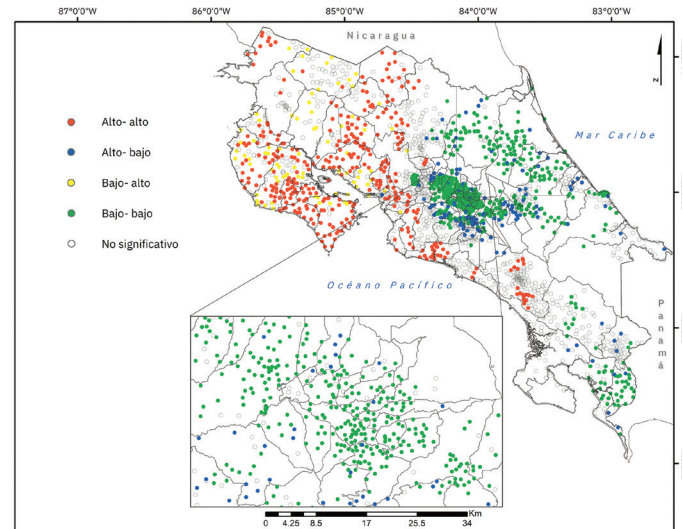 87°0'0"W 86°0'0"W 85°0'0"W 84°0'0"W 83°0'0"W
Nicaragua
N
Mar Caribe
Alto- alto
Alto- bajo
Bajo- alto
Bajo- bajo
No significativo
Océano Pacífico
Panamá
Km
0 4.25 8.5 17 25.5 34